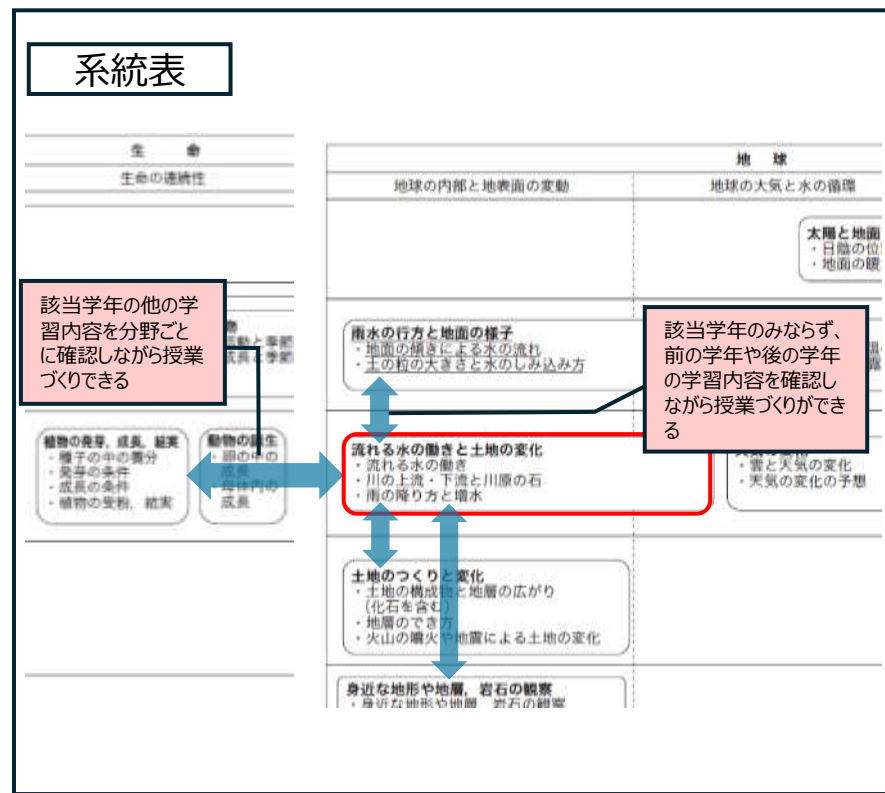 系統表
生 命
生命の連続性
該当学年の他の学
習内容を分野ごと
に確認しながら授業
づくりできる
植物の発芽，成長，結実
・種子の中の養分
・発芽の条件
・成長の条件
・植物の受粉，結実
動物の誕生
・卵の中の
成長
・母体内の
成長
地 球
地球の内部と地表面の変動
地球の大気と水の循環
太陽と地面
・日陰の位
・地面の暖
雨水の行方と地面の様子
・地面の傾きによる水の流れ
・土の粒の大きさと水のしみ込み方
該当学年のみならず、
前の学年や後の学年
の学習内容を確認し
ながら授業づくりができ
る
流れる水の働きと土地の変化
・流れる水の働き
・川の上流・下流と川原の石
・雨の降り方と増水
・雲と天気の変化
・天気の変化の予想
土地のつくりと変化
・土地の構成物と地層の広がり
(化石を含む)
・地層のでき方
・火山の噴火や地震による土地の変化
身近な地形や地層，岩石の観察
・身近な地形や地層，岩石の観察